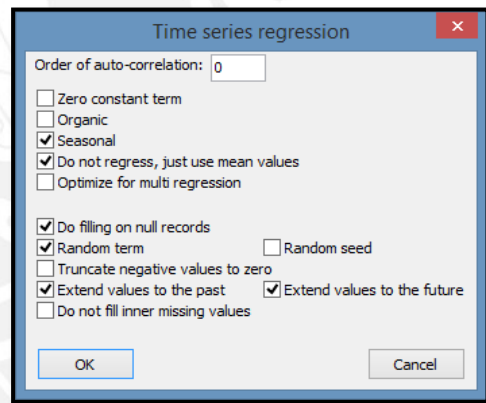 Time series regression
Order of auto-correlation: 0
Zero constant term
Organic
Seasonal
Do not regress, just use mean values
Optimize for multi regression
Do filling on null records
Random term Random seed
Truncate negative values to zero
Extend values to the past Extend values to the future
Do not fill inner missing values
OK Cancel